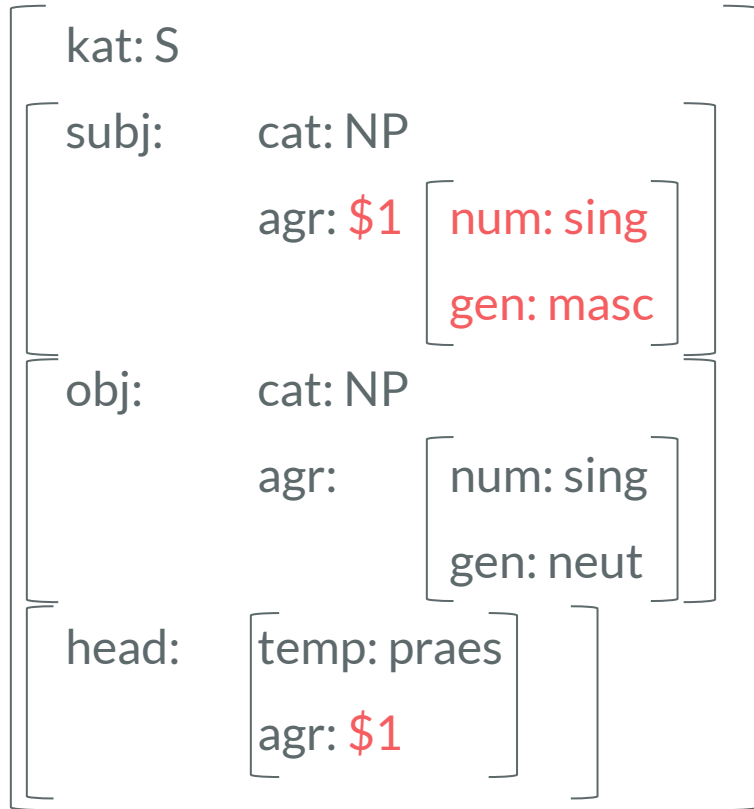 kat: S
subj: cat: NP
agr: $1 num: sing
gen: masc
obj: cat: NP
agr: num: sing
gen: neut
head: temp: praes
agr: $1